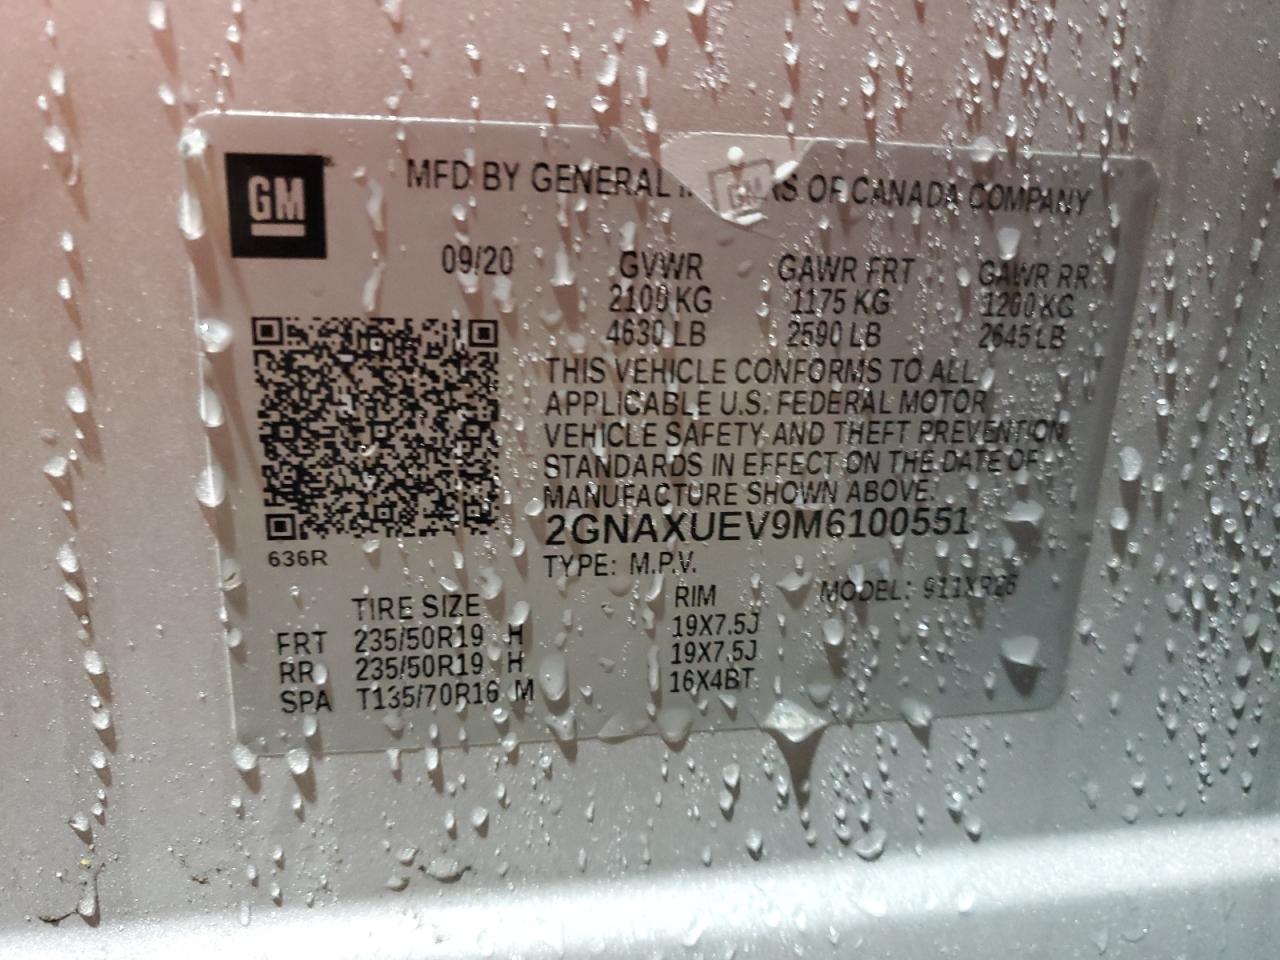 GM
MFD BY GENERAL OF CANADA COMPANY
GM
09/20 GVWR GAWR FRT GAWR RR
2100 KG 1175 KG 1200 KG
4630 LB 2590 LB 2645 LB
THIS VEHICLE CONFORMS TO ALL
APPLICABLE U.S. FEDERAL MOTOR
VEHICLE SAFETY AND THEFT PREVENTION
STANDARDS IN EFFECT ON THE DATE OF
MANUFACTURE SHOWN ABOVE.
2GNAXUEV9M6100551
636R
TYPE: M.P.V.
MODEL: 911XR26
TIRE SIZE RIM
FRT 235/50R19 H 19X7.5J
RR 235/50R19 H 19X7.5J
SPA T135/70R16 M 16X4BT